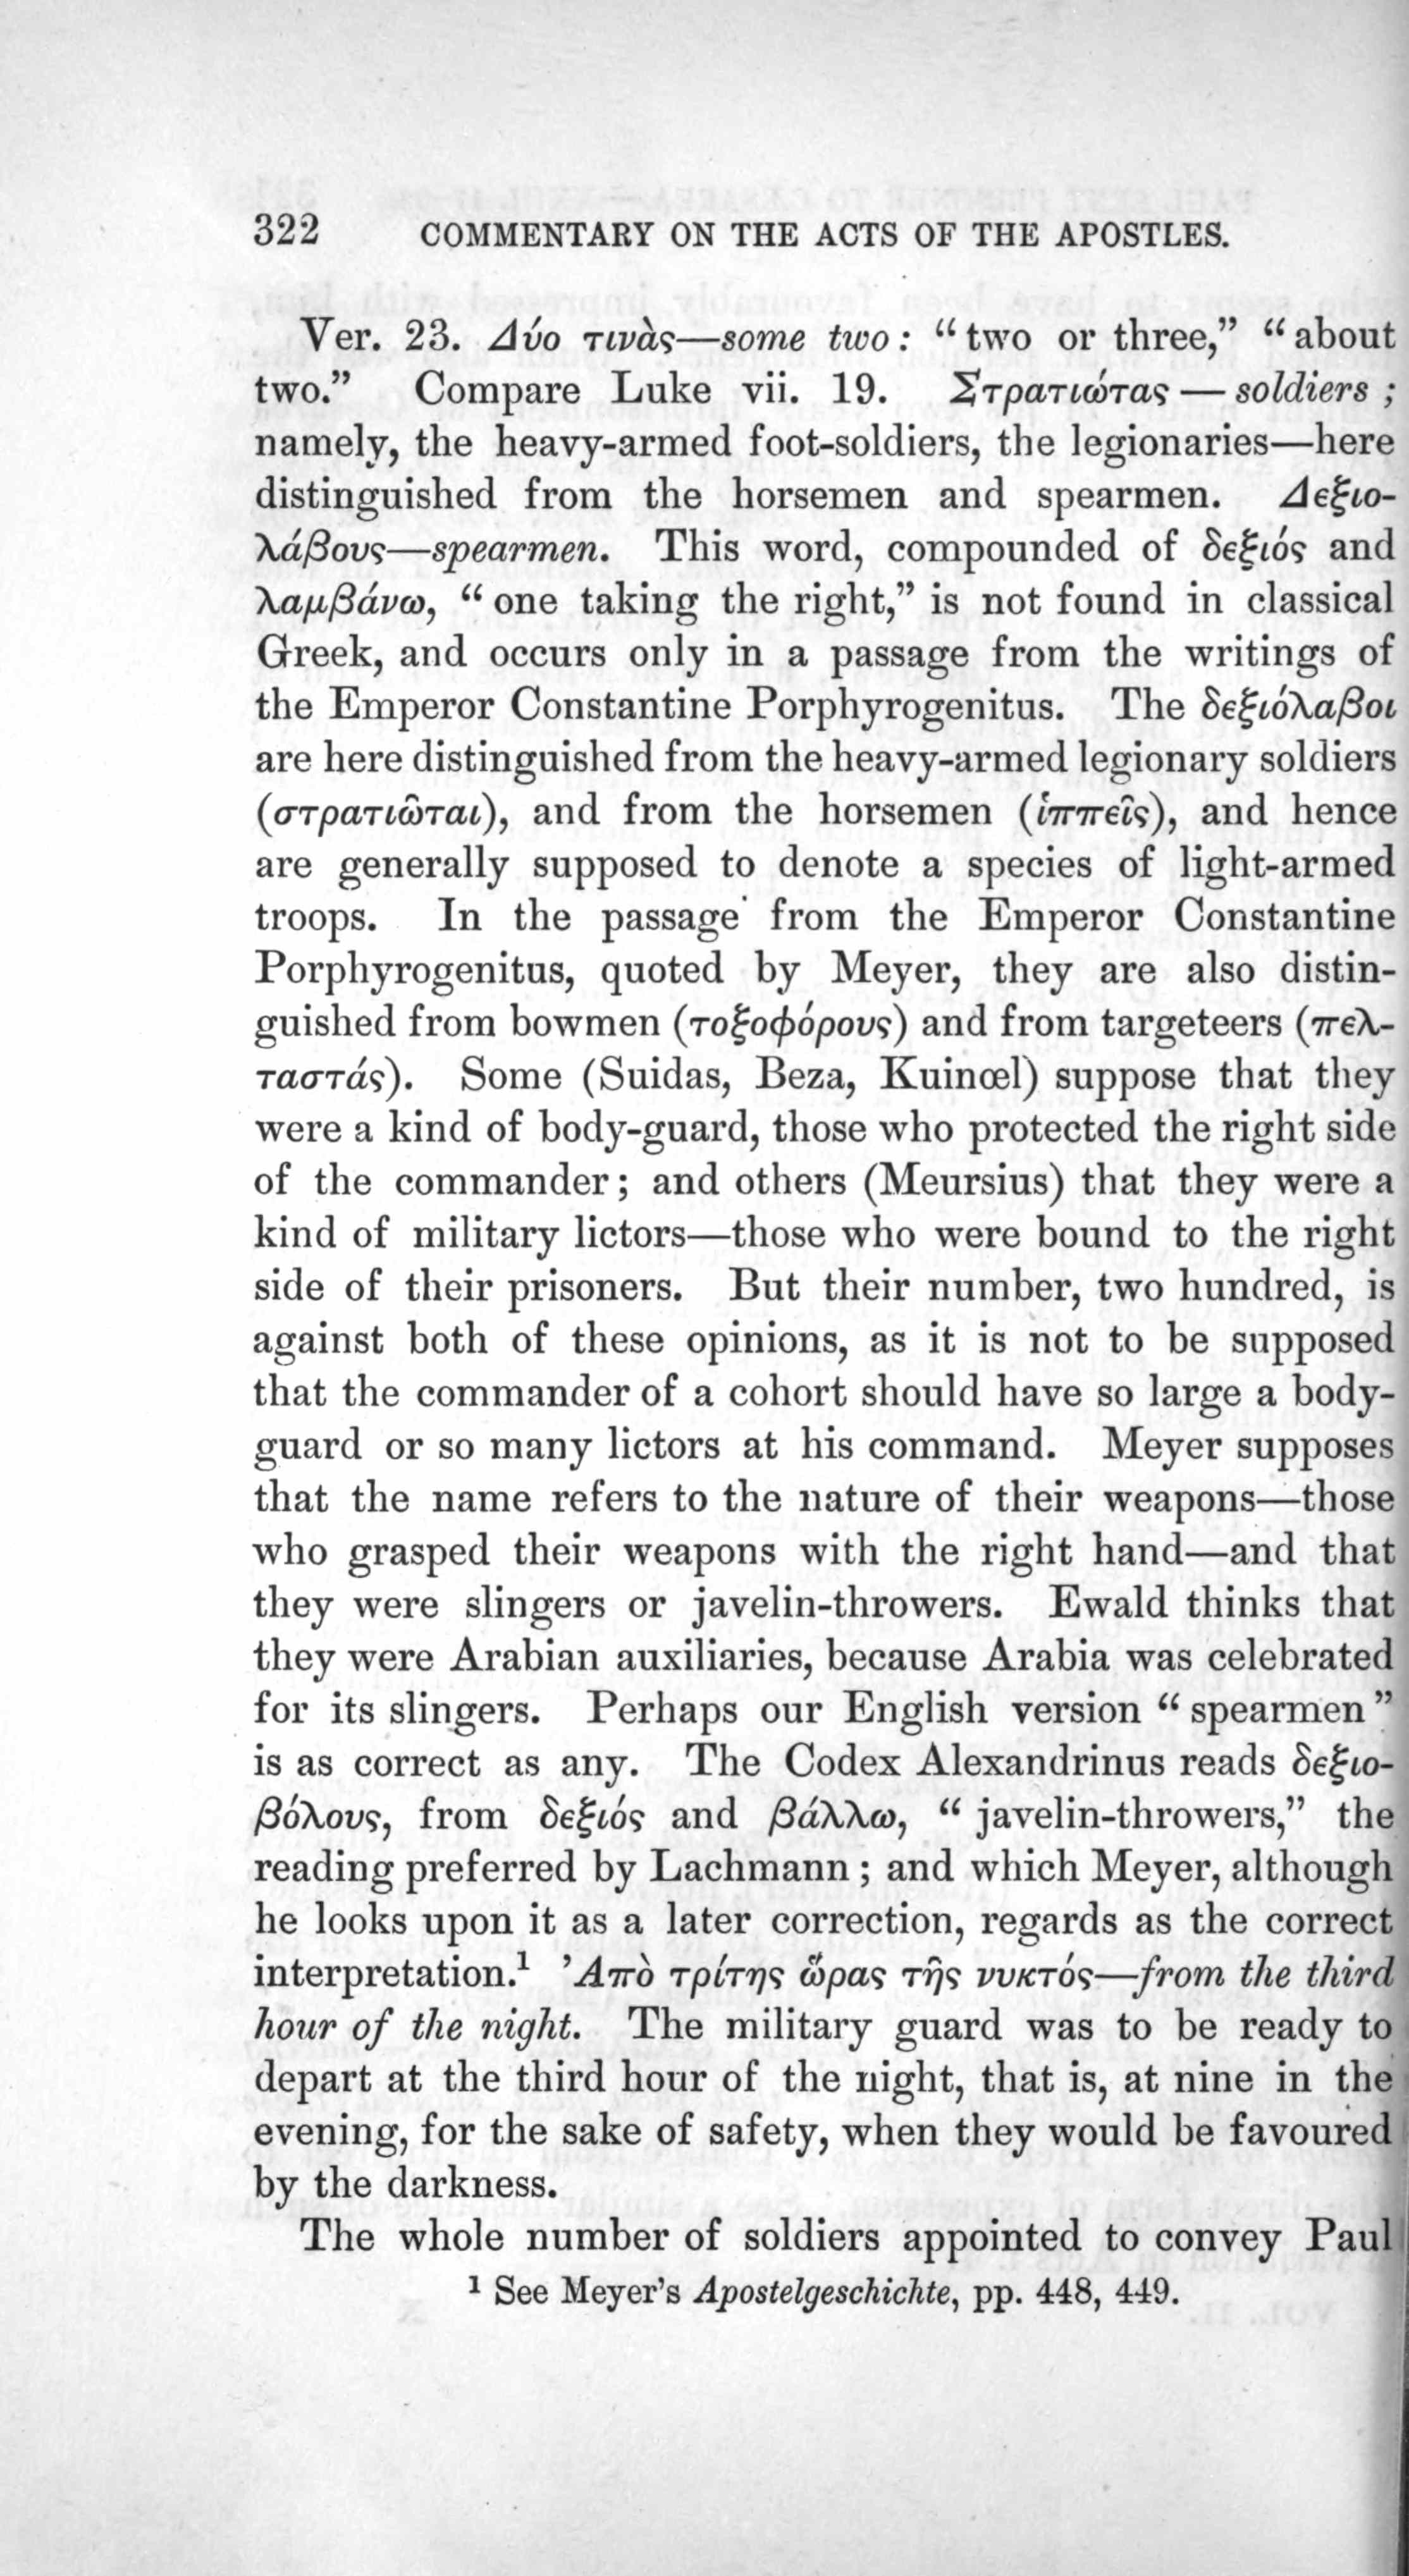 322 COMMENTARY ON THE ACTS OF THE APOSTLES.
Ver. 23. Δύο τινὰς—some two: “two or three,” “about
two.” Compare Luke vii. 19. Στρατιώτας — soldiers ;
namely, the heavy-armed foot-soldiers, the legionaries—here
distinguished from the horsemen and spearmen. Δεξιο-
λάβους—spearmen. This word, compounded of δεξιός and
λαμβάνω, “one taking the right,” is not found in classical
Greek, and occurs only in a passage from the writings of
the Emperor Constantine Porphyrogenitus. The δεξιόλαβοι
are here distinguished from the heavy-armed legionary soldiers
(στρατιῶται), and from the horsemen (ἱππεῖς), and hence
are generally supposed to denote a species of light-armed
troops. In the passage from the Emperor Constantine
Porphyrogenitus, quoted by Meyer, they are also distin-
guished from bowmen (τοξοφόρους) and from targeteers (πελ-
ταστάς). Some (Suidas, Beza, Kuinœl) suppose that they
were a kind of body-guard, those who protected the right side
of the commander; and others (Meursius) that they were a
kind of military lictors—those who were bound to the right
side of their prisoners. But their number, two hundred, is
against both of these opinions, as it is not to be supposed
that the commander of a cohort should have so large a body-
guard or so many lictors at his command. Meyer supposes
that the name refers to the nature of their weapons—those
who grasped their weapons with the right hand—and that
they were slingers or javelin-throwers. Ewald thinks that
they were Arabian auxiliaries, because Arabia was celebrated
for its slingers. Perhaps our English version “spearmen”
is as correct as any. The Codex Alexandrinus reads δεξιο-
βόλους, from δεξιός and βάλλω, “javelin-throwers,” the
reading preferred by Lachmann; and which Meyer, although
he looks upon it as a later correction, regards as the correct
interpretation.¹ Ἀπὸ τρίτης ὥρας τῆς νυκτός—from the third
hour of the night. The military guard was to be ready to
depart at the third hour of the night, that is, at nine in the
evening, for the sake of safety, when they would be favoured
by the darkness.
The whole number of soldiers appointed to convey Paul
¹ See Meyer’s Apostelgeschichte, pp. 448, 449.